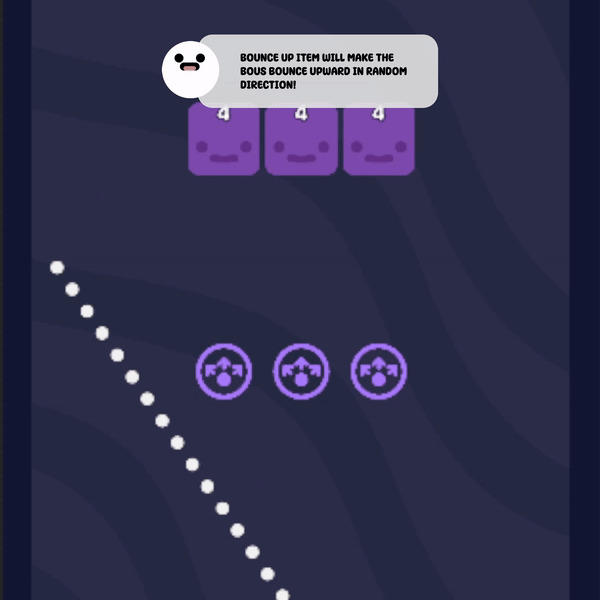 BOUNCE UP ITEM WILL MAKE THE
BOUS BOUNCE UPWARD IN RANDOM
DIRECTION!
4 4 4